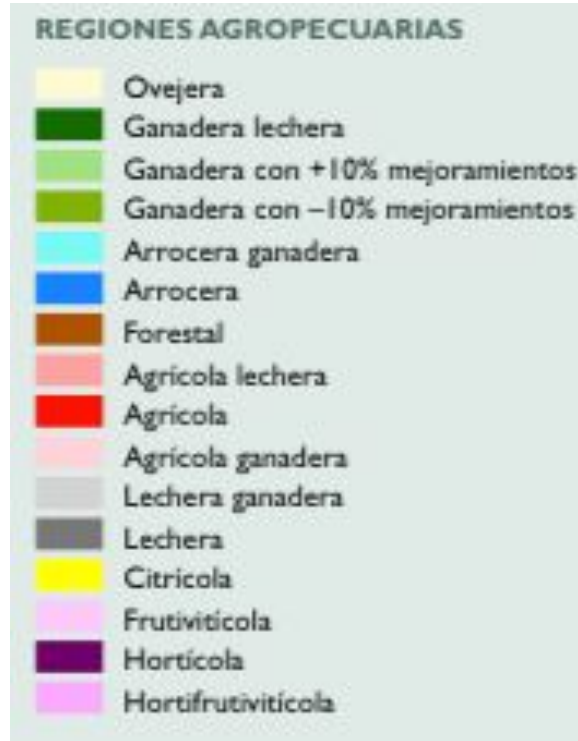 REGIONES AGROPECUARIAS
Ovejera
Ganadera lechera
Ganadera con +10% mejoramientos
Ganadera con –10% mejoramientos
Arrocera ganadera
Arrocera
Forestal
Agrícola lechera
Agrícola
Agrícola ganadera
Lechera ganadera
Lechera
Citrícola
Frutivitícola
Hortícola
Hortifrutivitícola